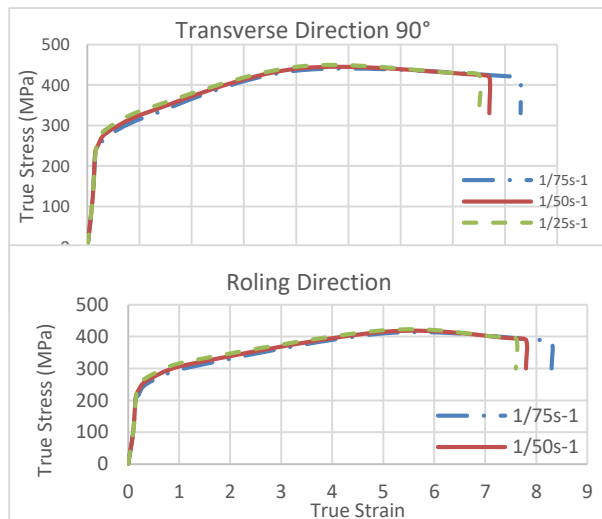 Transverse Direction 90°
500
400
300
200
100
0
True Stress (MPa)
1/75s-1
1/50s-1
1/25s-1
Roling Direction
500
400
300
200
100
0
True Stress (MPa)
1/75s-1
1/50s-1
0 1 2 3 4 5 6 7 8 9
True Strain